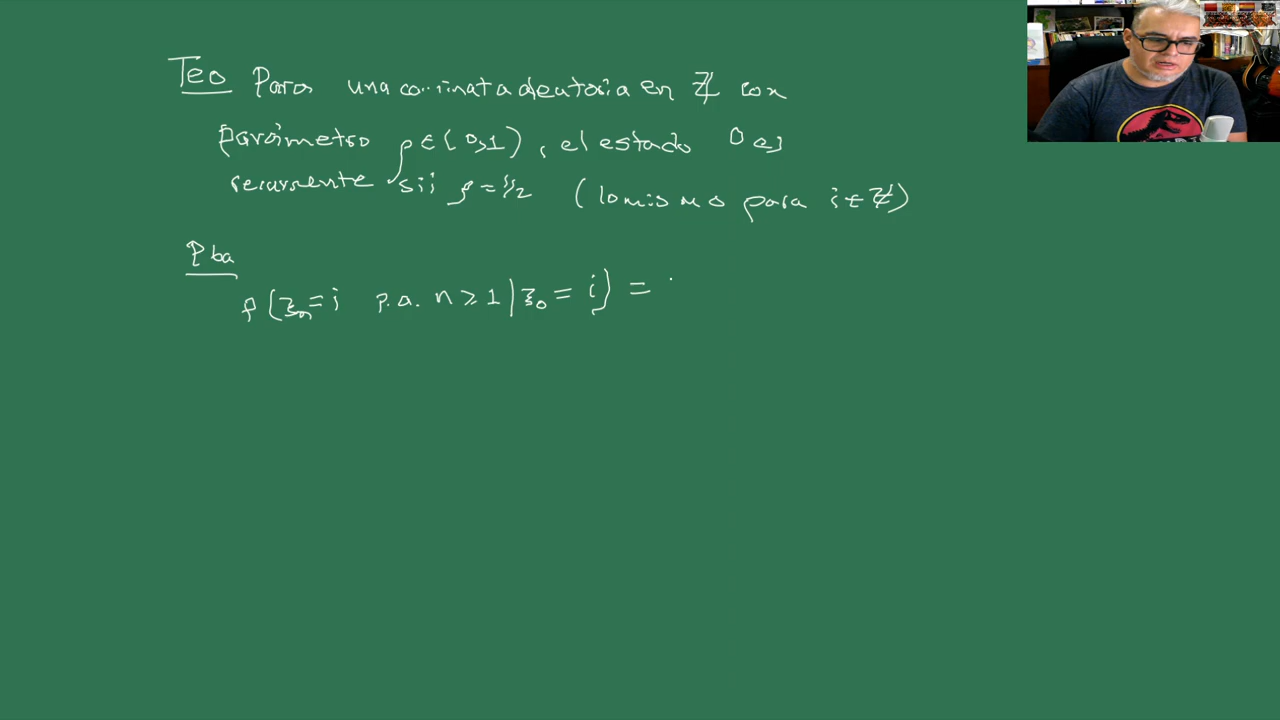 Teo Para una caminata aleatoria en ℤ con
parámetro ρ ∈ (0,1), el estado 0 es
recurrente sii ρ = 1/2 (lo mismo para i ∈ ℤ)
Pba
P(ξₙ = i p.a. n ≥ 1 | ξ₀ = i) =